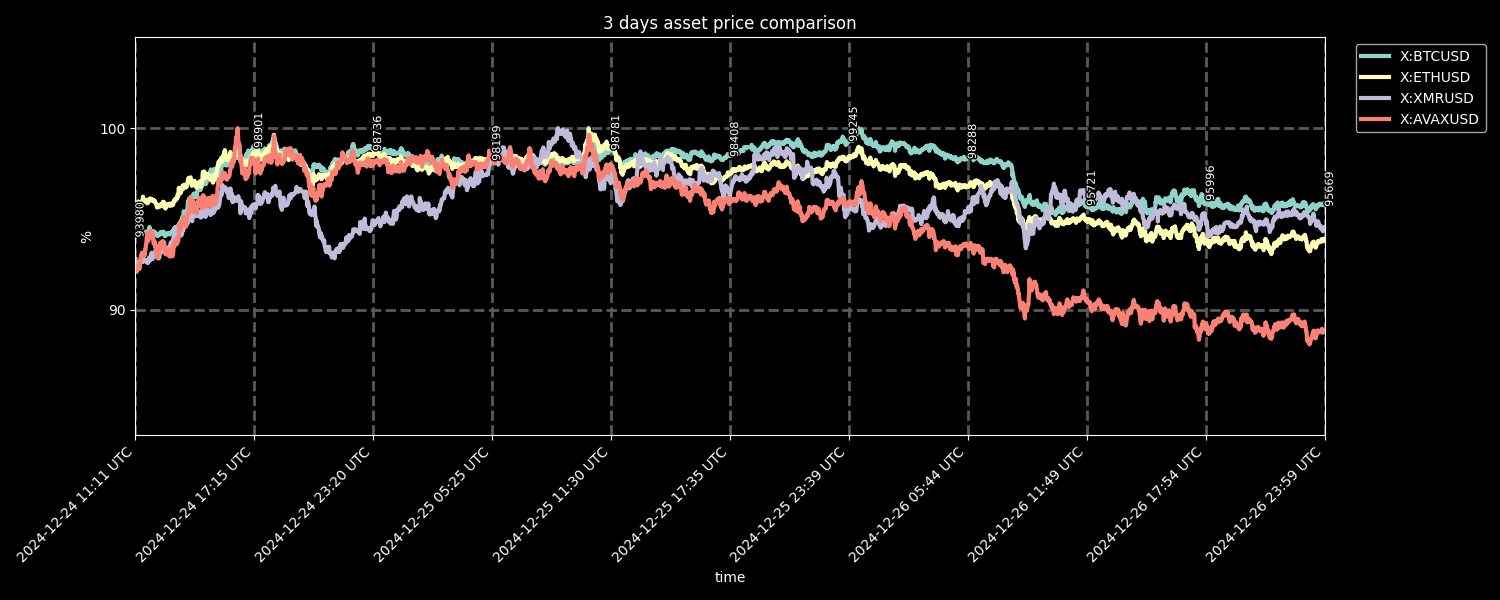 3 days asset price comparison
X:BTCUSD
X:ETHUSD
X:XMRUSD
X:AVAXUSD
100
90
%
93980
98901
98736
98199
98781
98408
99245
98288
95721
95996
95669
2024-12-24 11:11 UTC
2024-12-24 17:15 UTC
2024-12-24 23:20 UTC
2024-12-25 05:25 UTC
2024-12-25 11:30 UTC
2024-12-25 17:35 UTC
2024-12-25 23:39 UTC
2024-12-26 05:44 UTC
2024-12-26 11:49 UTC
2024-12-26 17:54 UTC
2024-12-26 23:59 UTC
time